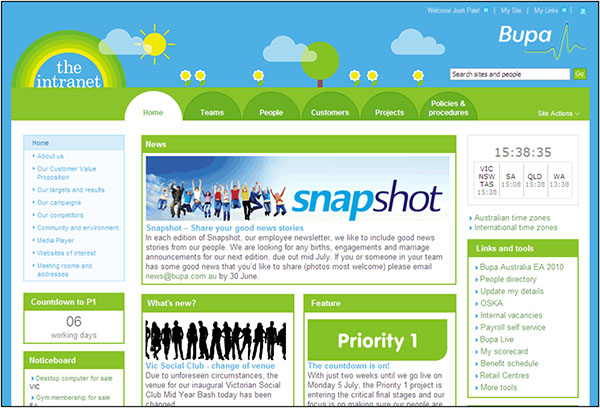 Welcome Josh Patel | My Site | My Links |
the
intranet
Bupa
Search sites and people
Go
Home
Teams
People
Customers
Projects
Policies &
procedures
Site Actions
Home
About us
Our Customer Value
Proposition
Our targets and results
Our campaigns
Our competitors
Community and environment
Media Player
Websites of interest
Meeting rooms and
addresses
Countdown to P1
06
working days
Noticeboard
Desktop computer for sale
VIC
Gym membership for sale
SA
News
snapshot
Snapshot – Share your good news stories
In each edition of Snapshot, our employee newsletter, we like to include good news
stories from our people. We are looking for any births, engagements and marriage
announcements for our next edition, due out mid July. If you or someone in your team
has some good news that you'd like to share (photos most welcome) please email
news@bupa.com.au by 30 June.
What's new?
Vic Social Club - change of venue
Due to unforeseen circumstances, the
venue for our inaugural Victorian Social
Club Mid Year Bash today has been
changed
Feature
Priority 1
The countdown is on!
With just two weeks until we go live on
Monday 5 July, the Priority 1 project is
entering the critical final stages and our
focus is on making sure our people are
15:38:35
VIC
NSW
TAS
15:38
SA
15:08
QLD
15:38
WA
13:38
Australian time zones
International time zones
Links and tools
Bupa Australia EA 2010
People directory
Update my details
OSKA
Internal vacancies
Payroll self service
Bupa Live
My scorecard
Benefit schedule
Retail Centres
More tools